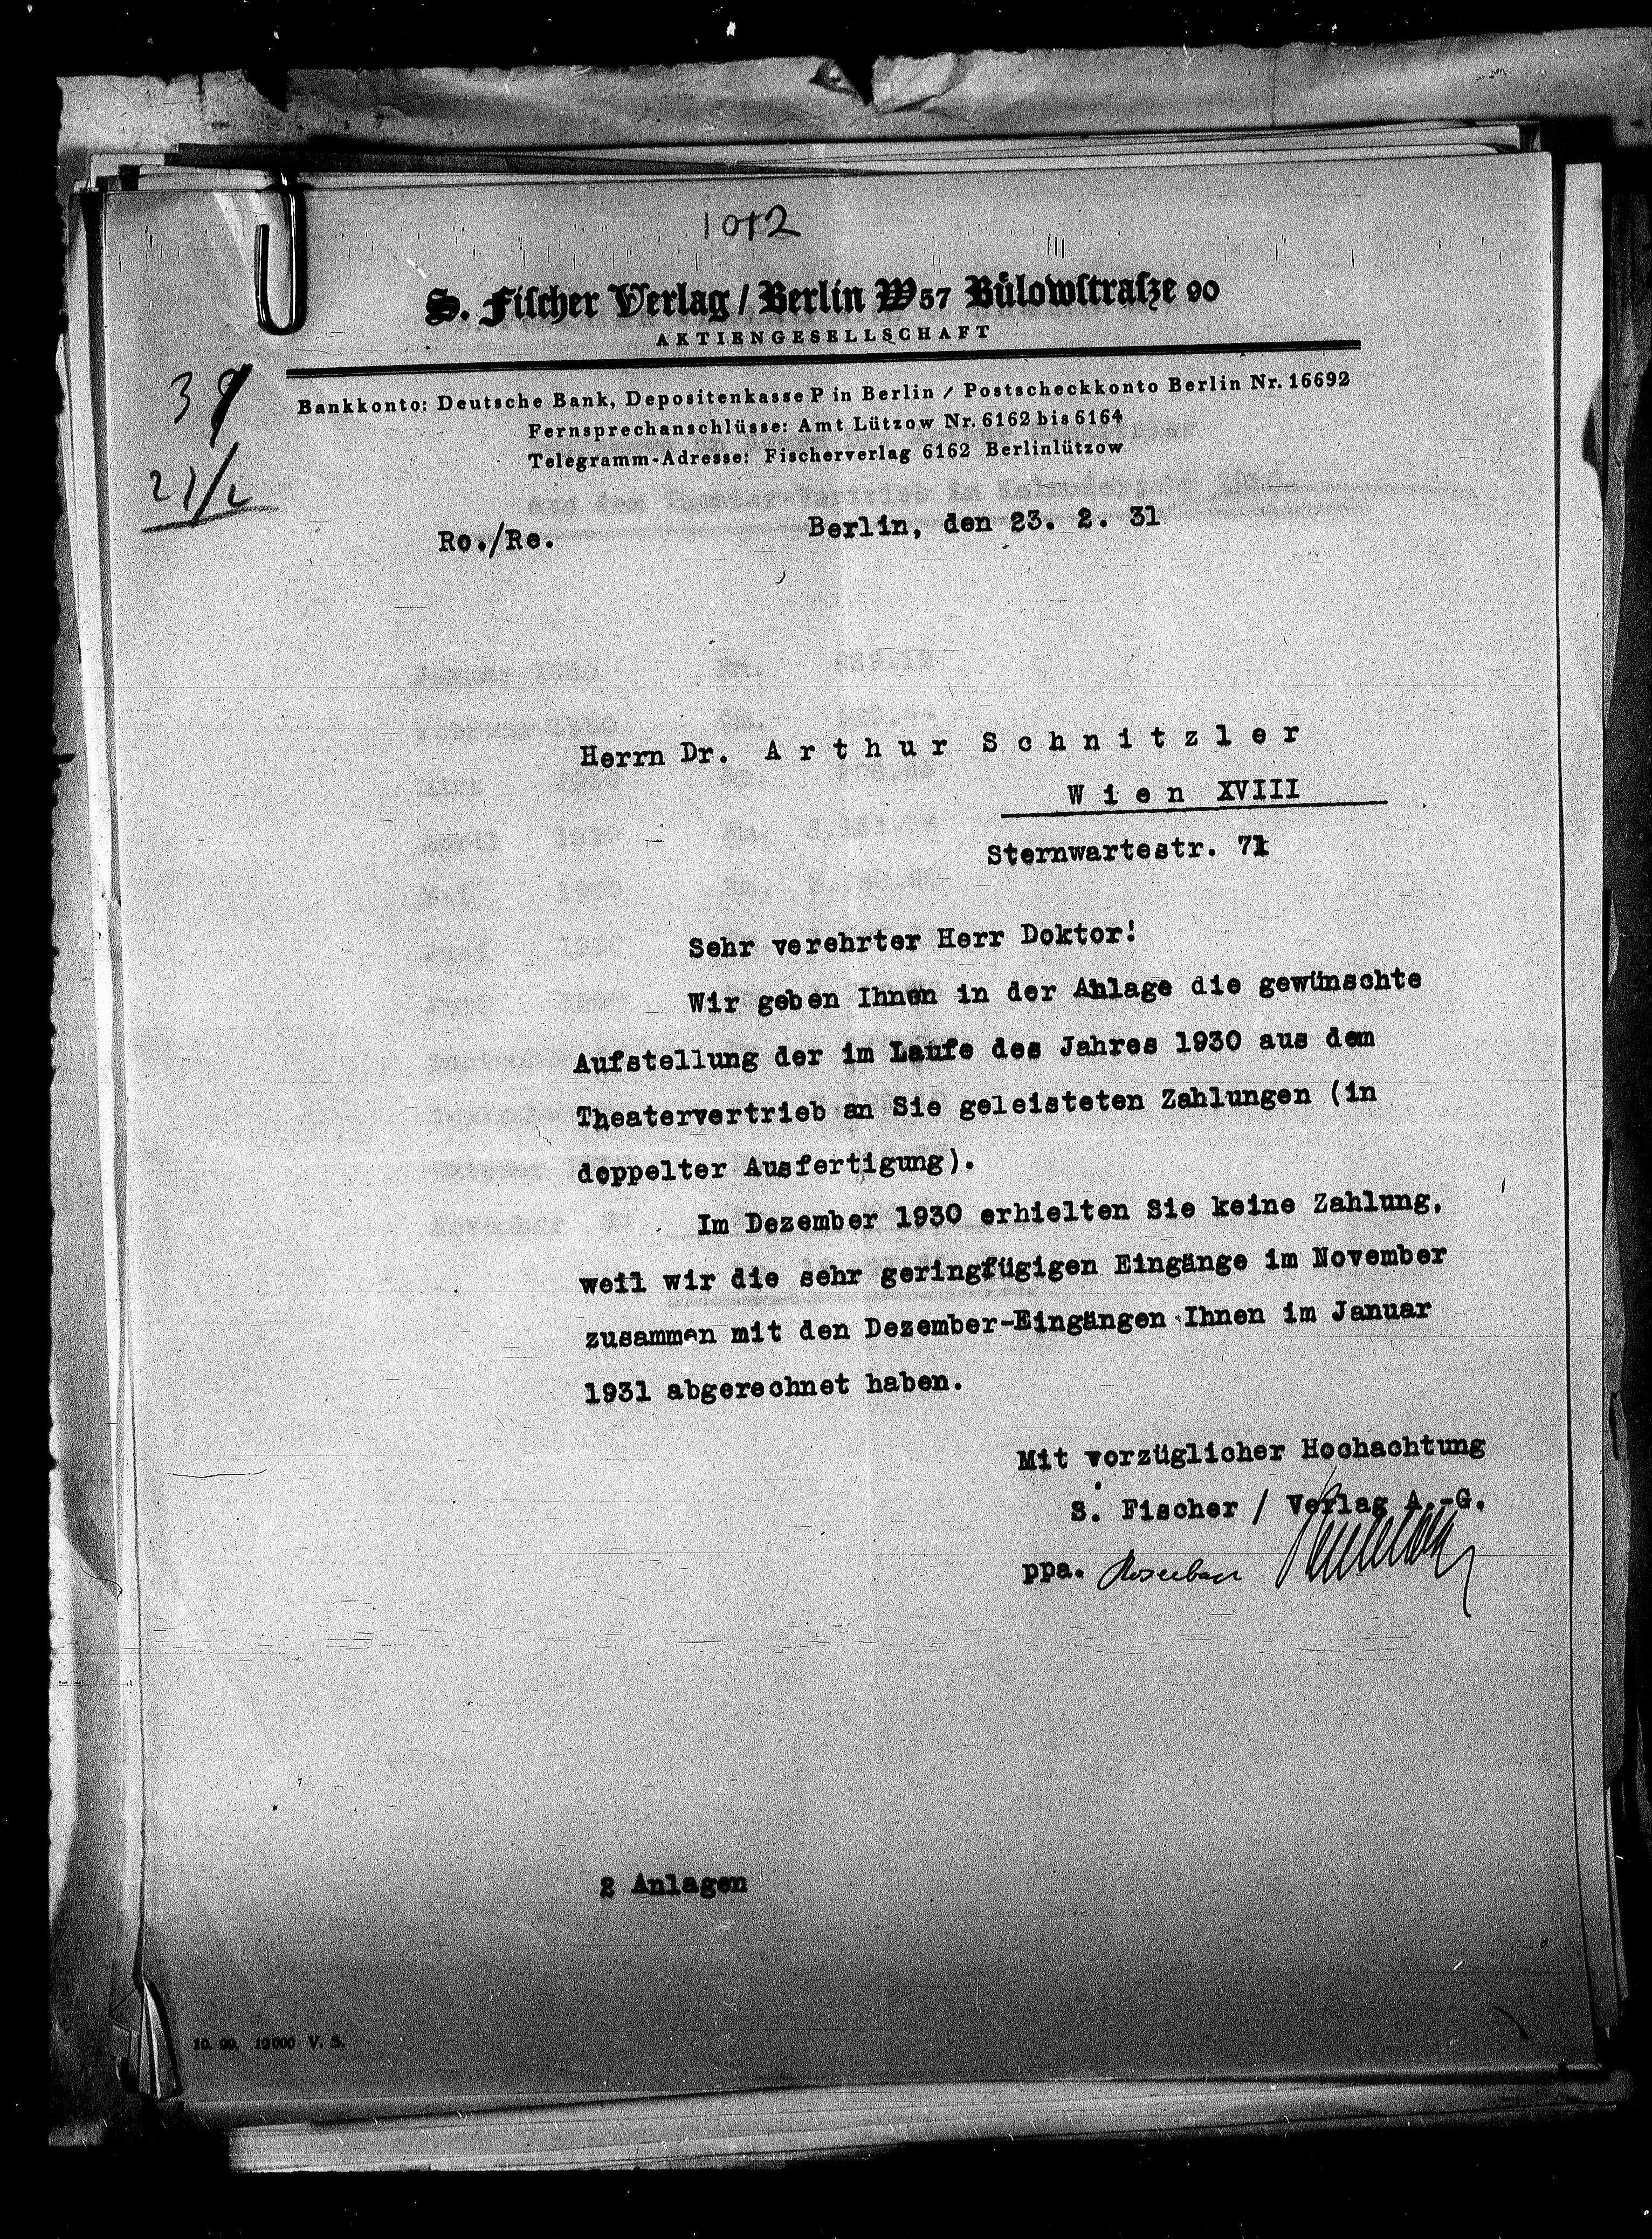 1012
S. Fischer Verlag / Berlin W57 Bülowstraße 90
AKTIENGESELLSCHAFT
Bankkonto: Deutsche Bank, Depositenkasse P in Berlin / Postscheckkonto Berlin Nr. 16692
Fernsprechanschlüsse: Amt Lützow Nr. 6162 bis 6164
Telegramm-Adresse: Fischerverlag 6162 Berlinlützow
39
21/2
Ro./Re.
Berlin, den 23. 2. 31
Herrn Dr. Arthur Schnitzler
Wien XVIII
Sternwartestr. 71
Sehr verehrter Herr Doktor!
Wir geben Ihnen in der Anlage die gewünschte
Aufstellung der im Laufe des Jahres 1930 aus dem
Theatervertrieb an Sie geleisteten Zahlungen (in
doppelter Ausfertigung).
Im Dezember 1930 erhielten Sie keine Zahlung,
weil wir die sehr geringfügigen Eingänge im November
zusammen mit den Dezember-Eingängen Ihnen im Januar
1931 abgerechnet haben.
Mit vorzüglicher Hochachtung
S. Fischer / Verlag A.-G.
ppa.
2 Anlagen
19000 V. S.